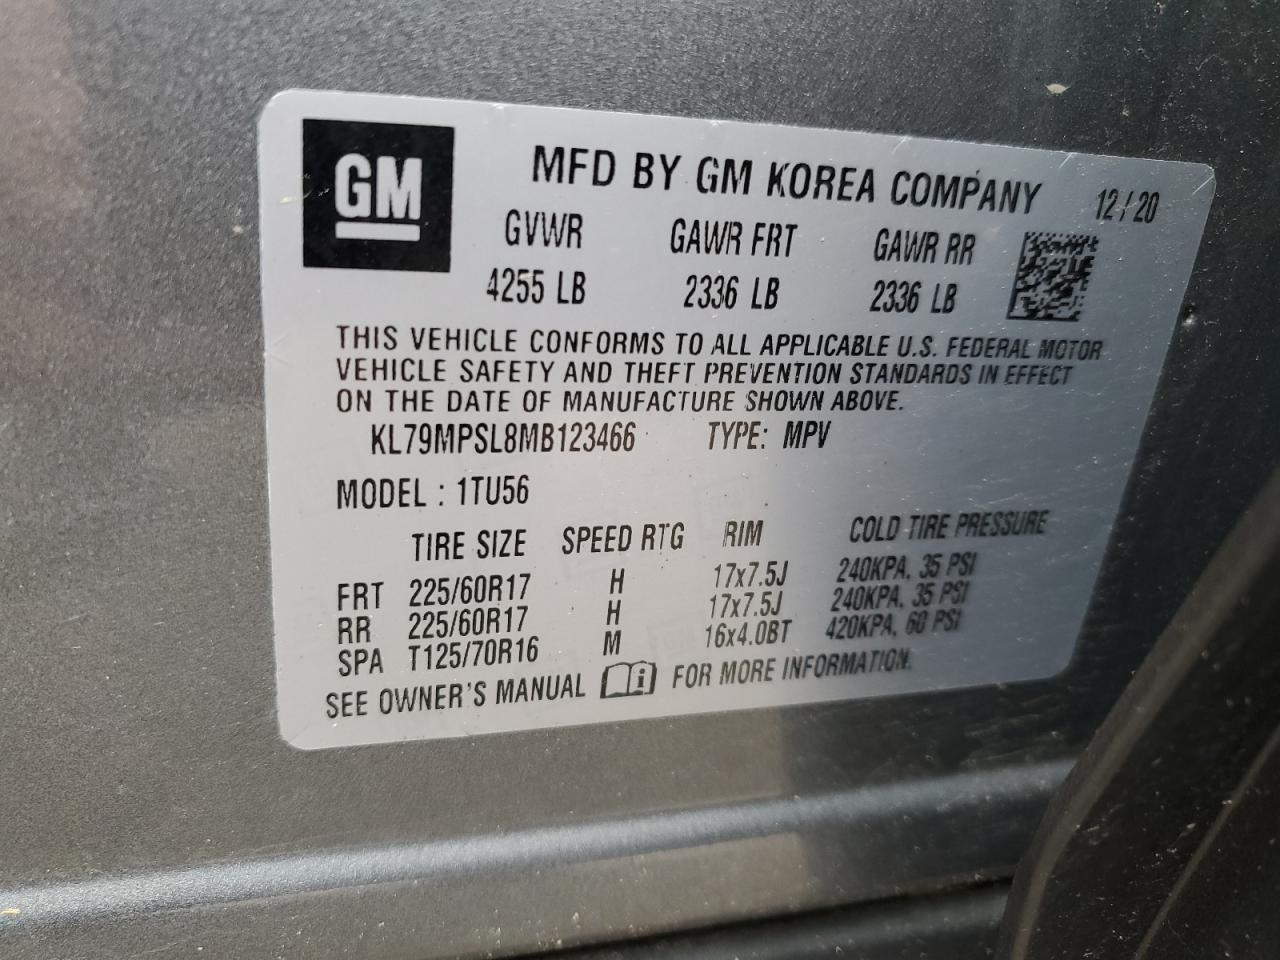 GM
MFD BY GM KOREA COMPANY 12/20
GVWR GAWR FRT GAWR RR
4255 LB 2336 LB 2336 LB
THIS VEHICLE CONFORMS TO ALL APPLICABLE U.S. FEDERAL MOTOR
VEHICLE SAFETY AND THEFT PREVENTION STANDARDS IN EFFECT
ON THE DATE OF MANUFACTURE SHOWN ABOVE.
KL79MPSL8MB123466 TYPE: MPV
MODEL : 1TU56
TIRE SIZE SPEED RTG RIM COLD TIRE PRESSURE
FRT 225/60R17 H 17x7.5J 240KPA, 35 PSI
RR 225/60R17 H 17x7.5J 240KPA, 35 PSI
SPA T125/70R16 M 16x4.0BT 420KPA, 60 PSI
SEE OWNER'S MANUAL i FOR MORE INFORMATION.